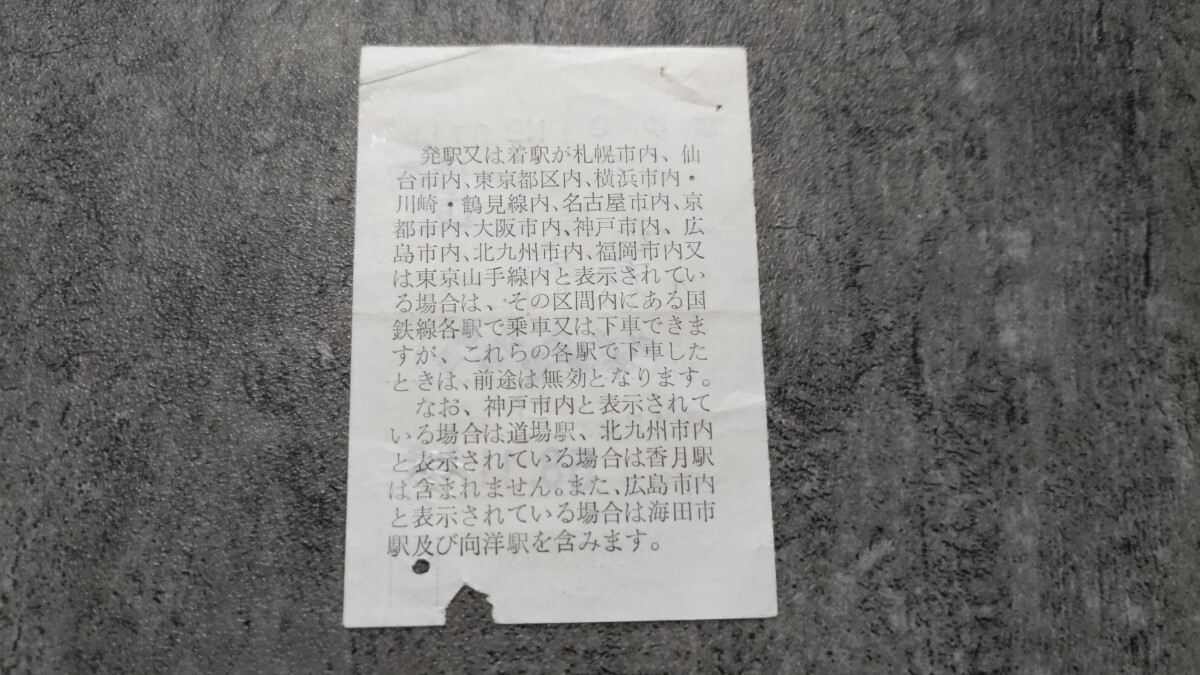 発駅又は着駅が札幌市内、仙
台市内、東京都区内、横浜市内・
川崎・鶴見線内、名古屋市内、京
都市内、大阪市内、神戸市内、広
島市内、北九州市内、福岡市内又
は東京山手線内と表示されてい
る場合は、その区間内にある国
鉄線各駅で乗車又は下車できま
すが、これらの各駅で下車した
ときは、前途は無効となります。
なお、神戸市内と表示されて
いる場合は道場駅、北九州市内
と表示されている場合は香月駅
は含まれません。また、広島市内
と表示されている場合は海田市
駅及び向洋駅を含みます。